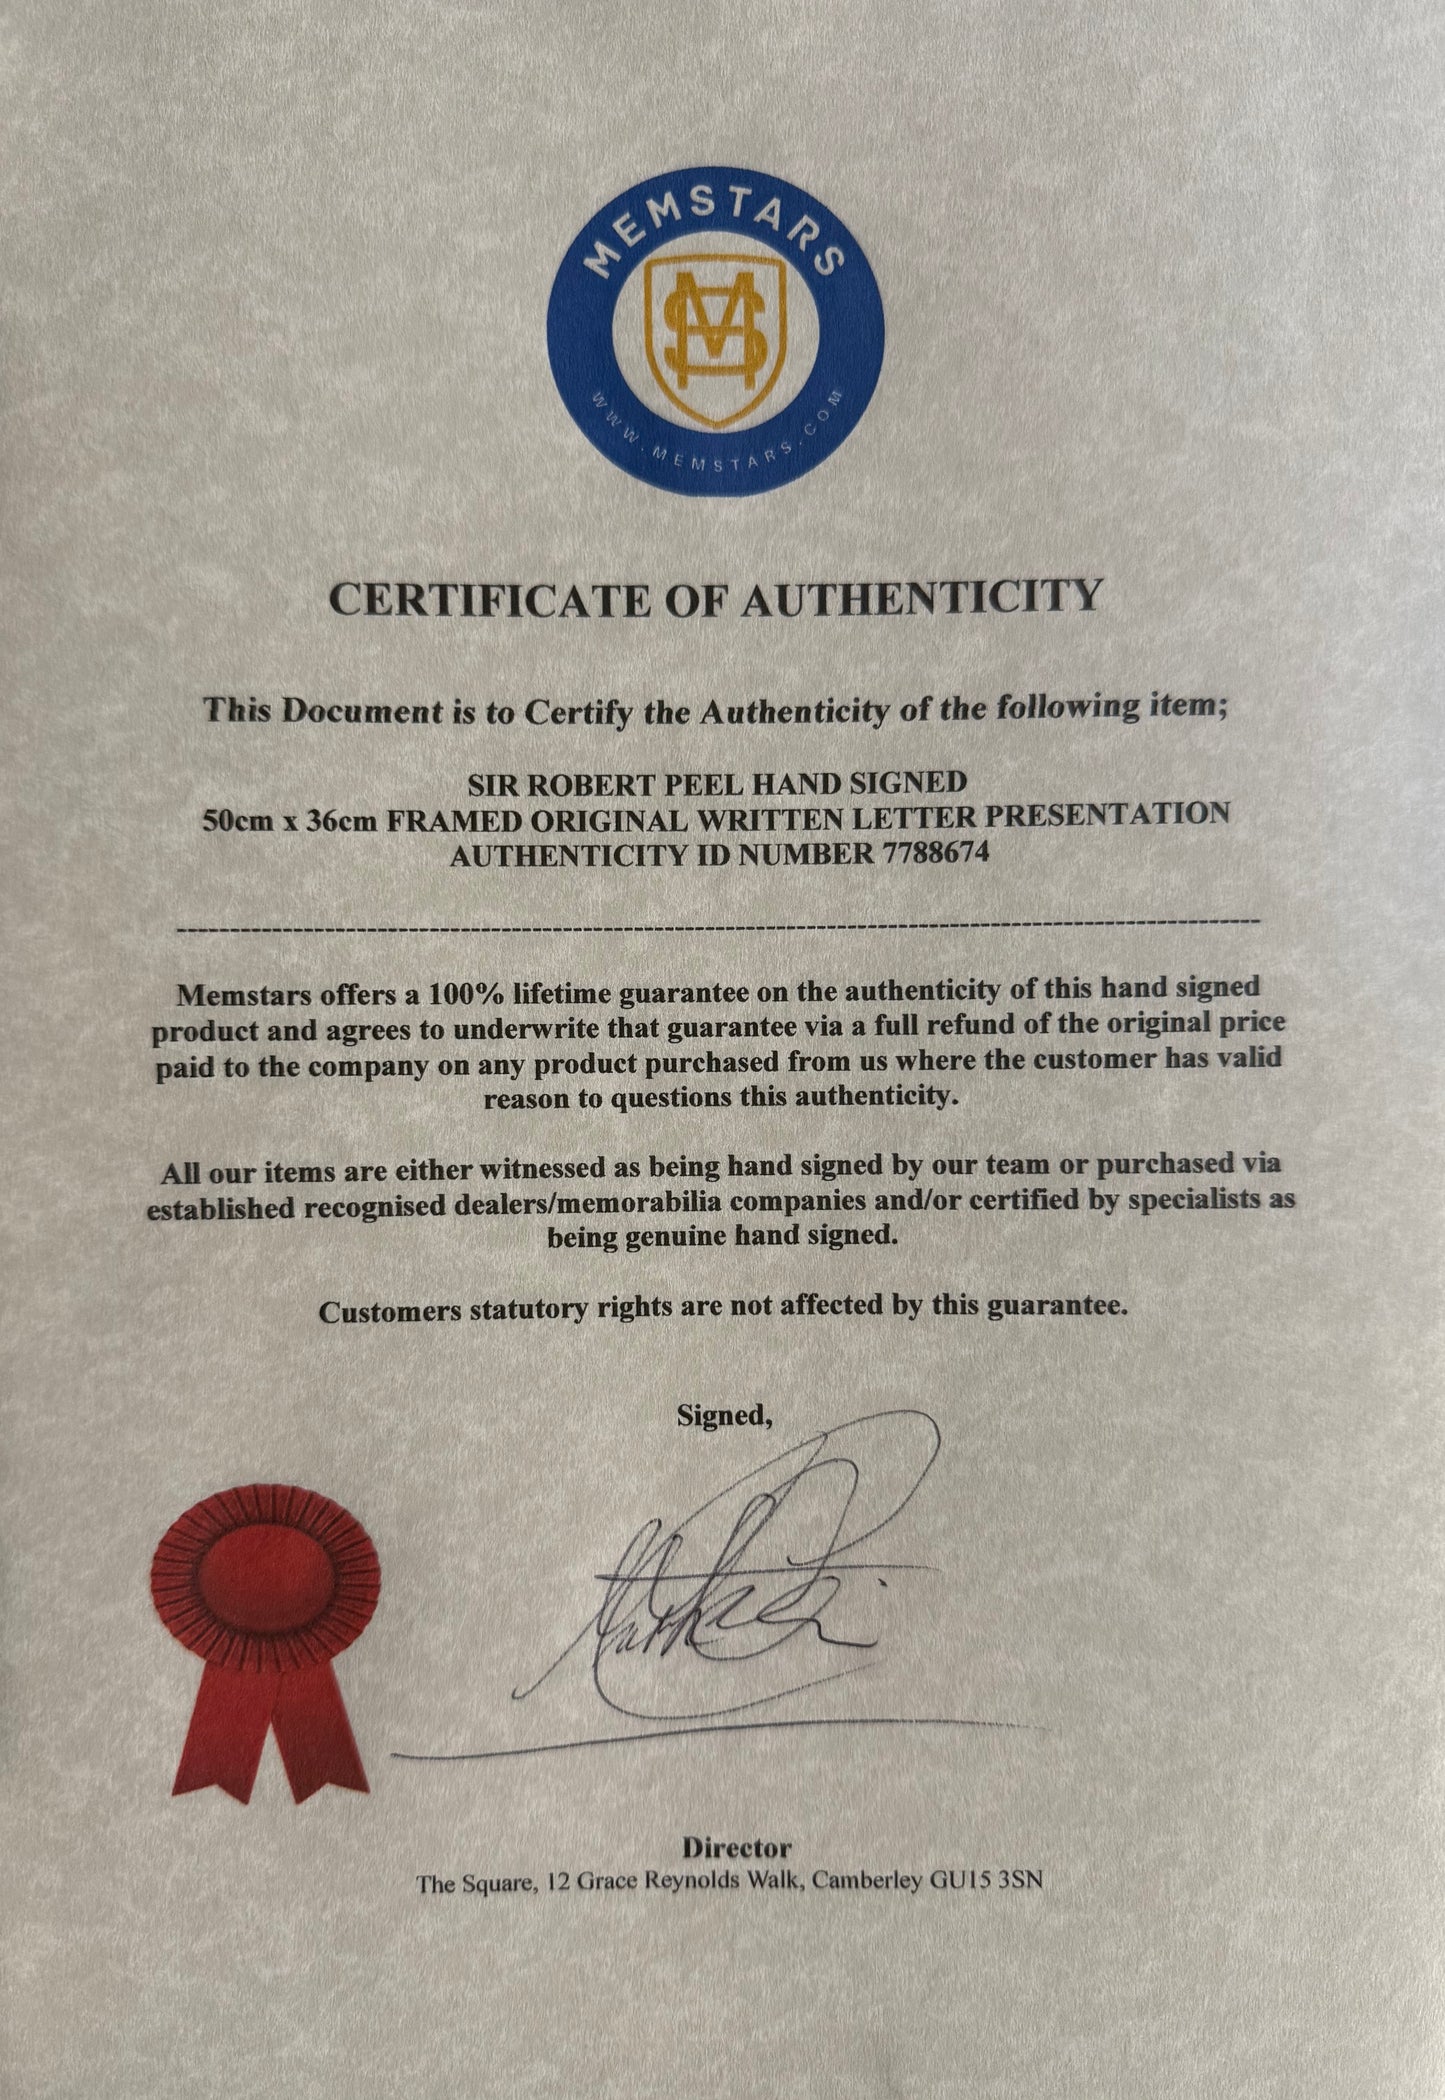 MEMSTARS
WWW.MEMSTARS.COM
CERTIFICATE OF AUTHENTICITY
This Document is to Certify the Authenticity of the following item;
SIR ROBERT PEEL HAND SIGNED
50cm x 36cm FRAMED ORIGINAL WRITTEN LETTER PRESENTATION
AUTHENTICITY ID NUMBER 7788674
Memstars offers a 100% lifetime guarantee on the authenticity of this hand signed
product and agrees to underwrite that guarantee via a full refund of the original price
paid to the company on any product purchased from us where the customer has valid
reason to questions this authenticity.
All our items are either witnessed as being hand signed by our team or purchased via
established recognised dealers/memorabilia companies and/or certified by specialists as
being genuine hand signed.
Customers statutory rights are not affected by this guarantee.
Signed,
Director
The Square, 12 Grace Reynolds Walk, Camberley GU15 3SN